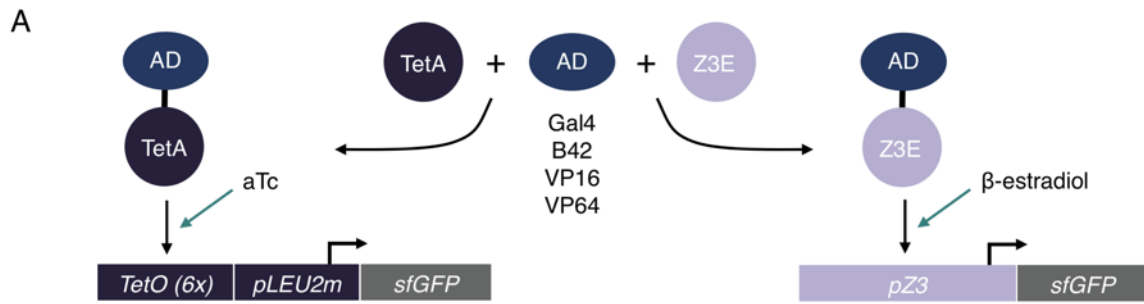 A
AD
TetA
aTc
TetO (6x) pLEU2m sfGFP
TetA + AD + Z3E
Gal4
B42
VP16
VP64
AD
Z3E
β-estradiol
pZ3 sfGFP